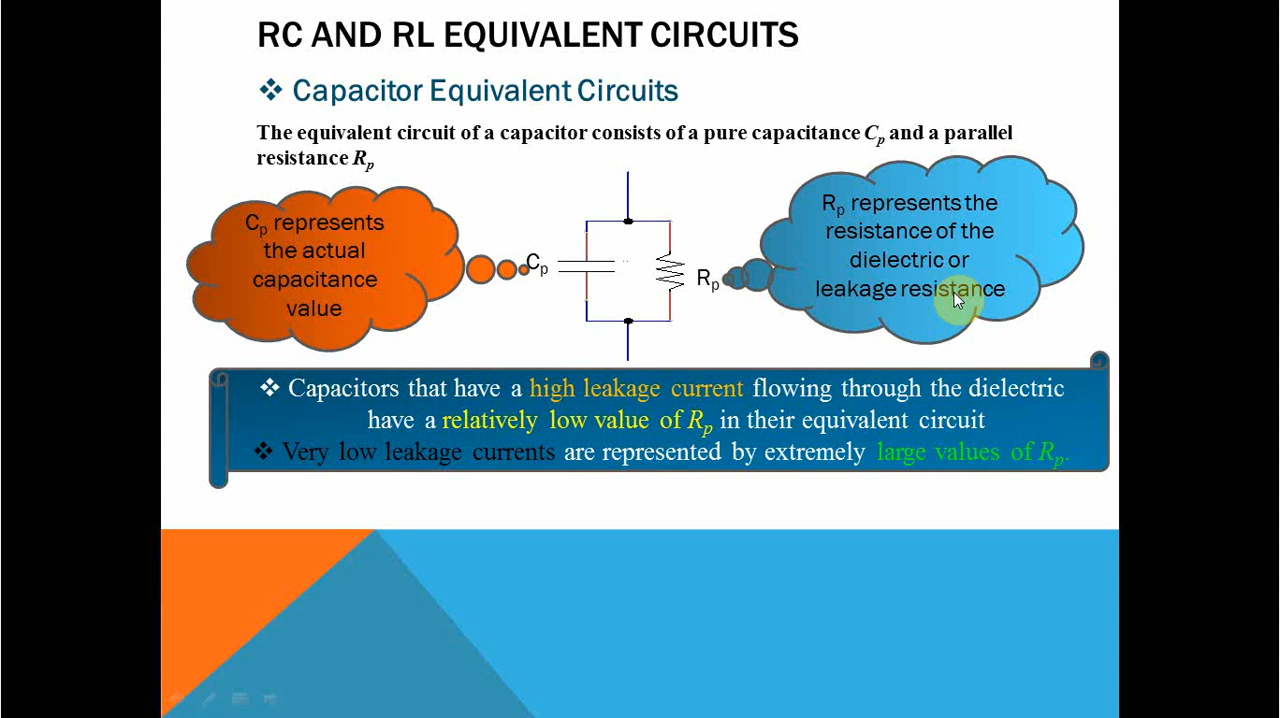 RC AND RL EQUIVALENT CIRCUITS
❖ Capacitor Equivalent Circuits
The equivalent circuit of a capacitor consists of a pure capacitance Cp and a parallel
resistance Rp
Cp represents
the actual
capacitance
value
Cp
Rp
Rp represents the
resistance of the
dielectric or
leakage resistance
❖ Capacitors that have a high leakage current flowing through the dielectric
have a relatively low value of Rp in their equivalent circuit
❖ Very low leakage currents are represented by extremely large values of Rp.